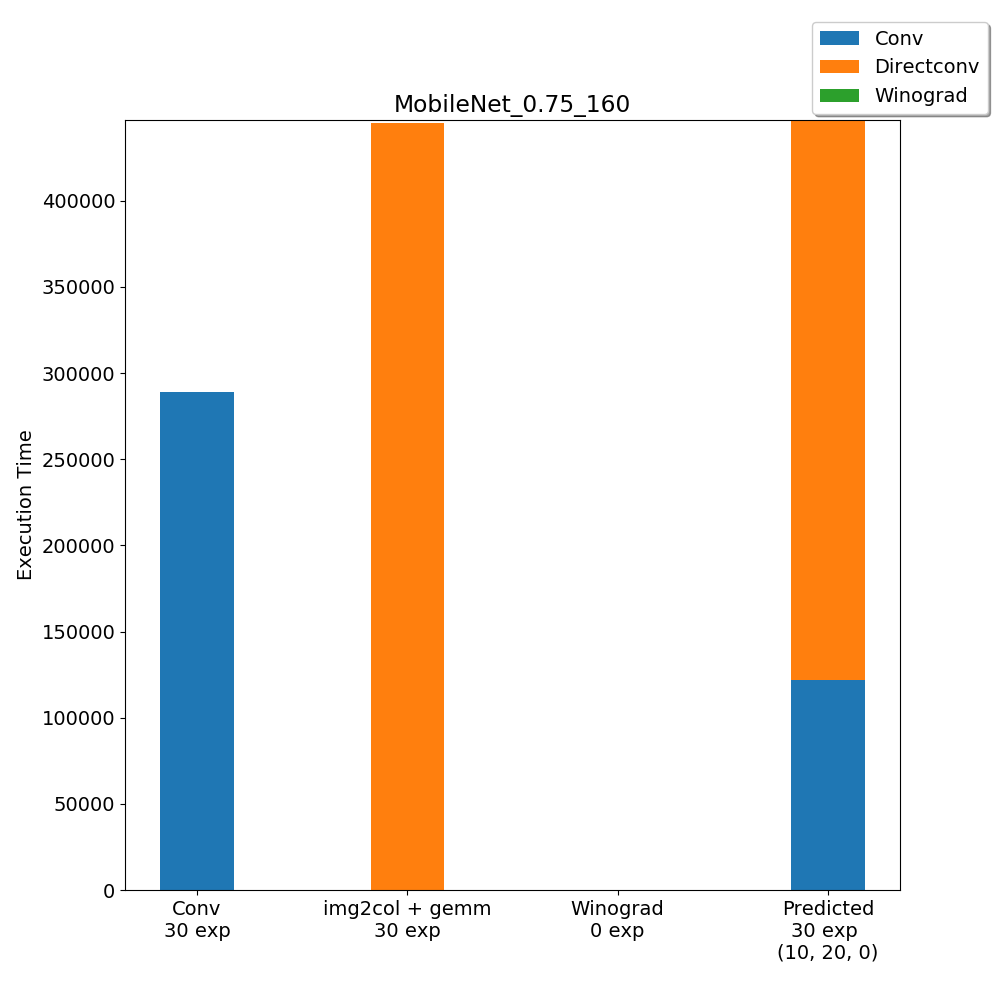 Conv
Directconv
Winograd
MobileNet_0.75_160
Execution Time
400000
350000
300000
250000
200000
150000
100000
50000
0
Conv
30 exp
img2col + gemm
30 exp
Winograd
0 exp
Predicted
30 exp
(10, 20, 0)